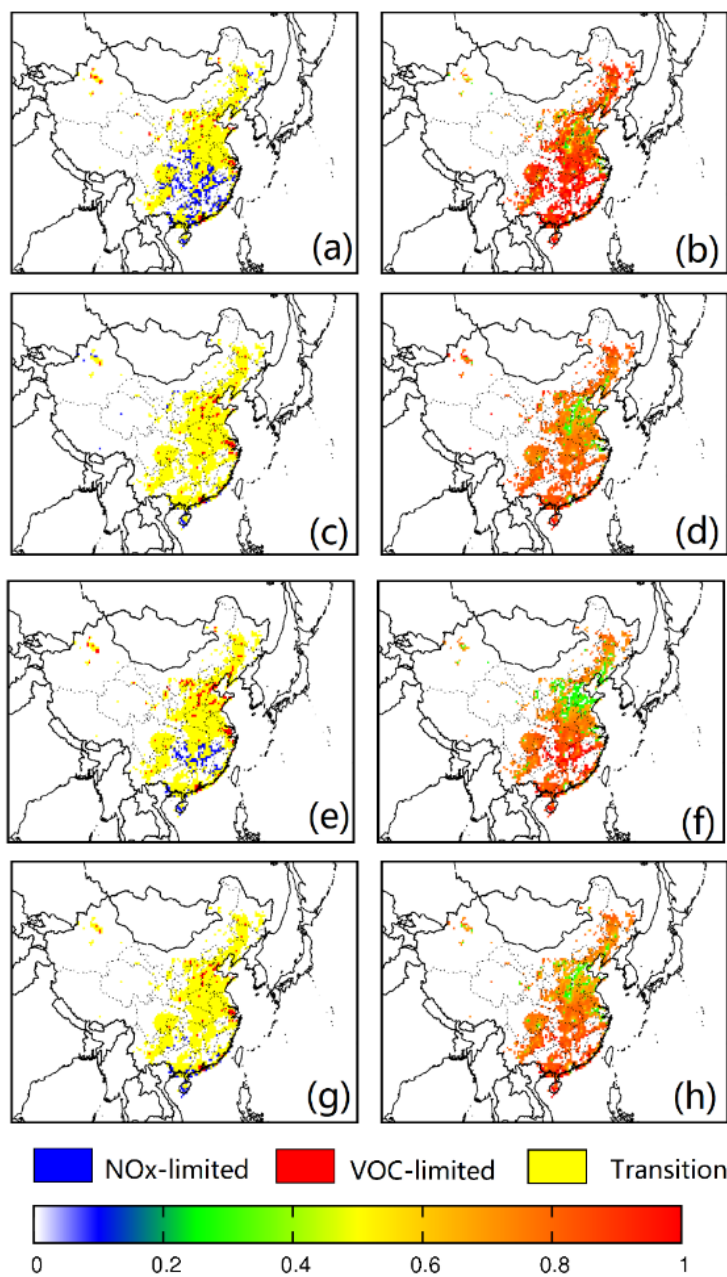 (a) (b)
(c) (d)
(e) (f)
(g) (h)
NOx-limited VOC-limited Transition
0 0.2 0.4 0.6 0.8 1